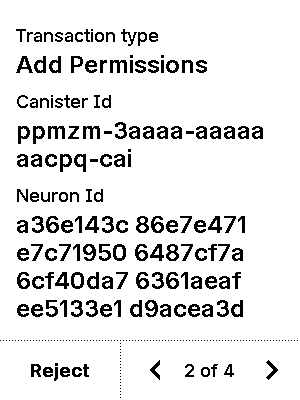 Transaction type
Add Permissions
Canister Id
ppmzm-3aaaa-aaaaa
aacpq-cai
Neuron Id
a36e143c 86e7e471
e7c71950 6487cf7a
6cf40da7 6361aeaf
ee5133e1 d9acea3d
Reject
2 of 4